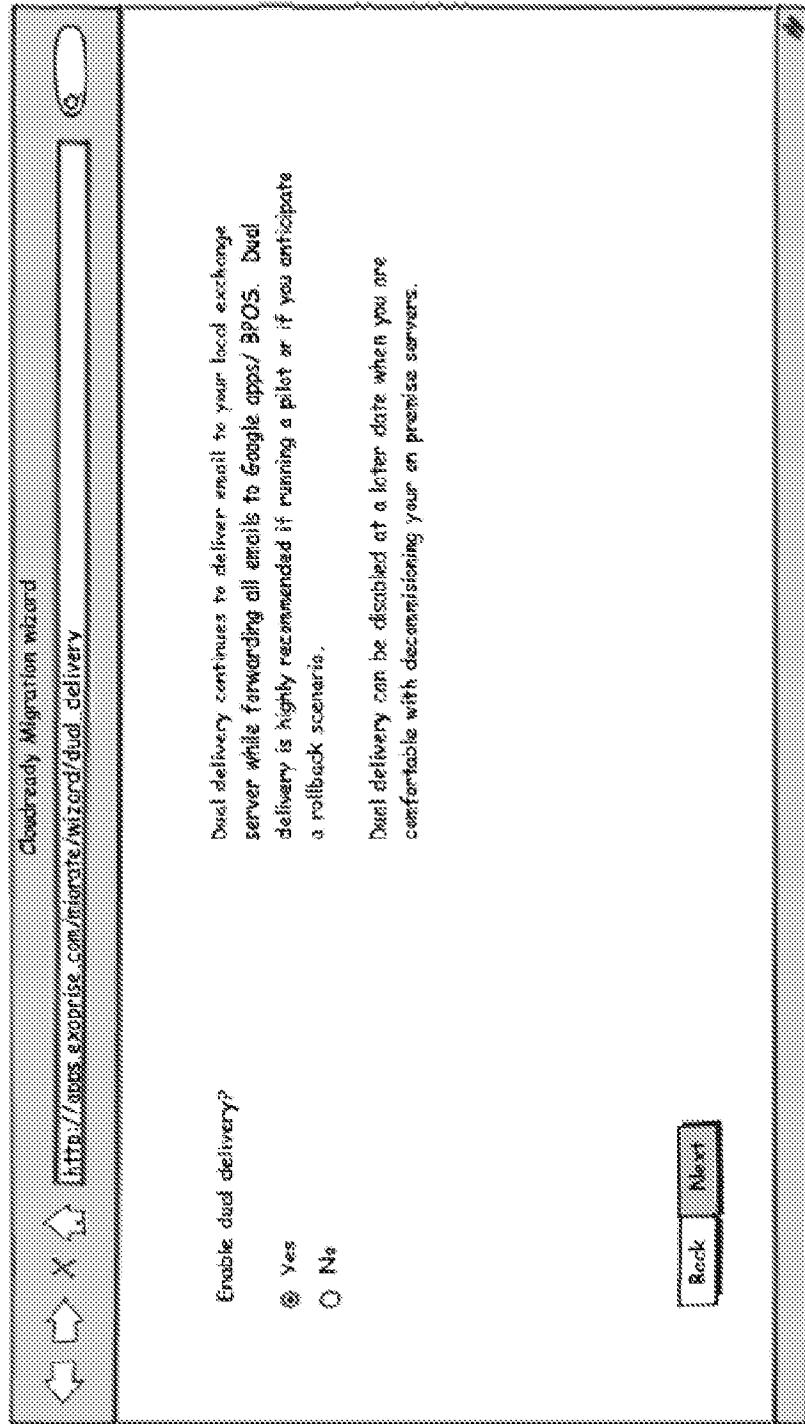 Cloudready Migration wizard
http://apps.exoprise.com/migrate/wizard/dual_delivery
Enable dual delivery?
Yes
No
Dual delivery continues to deliver email to your local exchange
server while forwarding all emails to Google apps/ BPOS. Dual
delivery is highly recommended if running a pilot or if you anticipate
a rollback scenario.
Dual delivery can be disabled at a later date when you are
comfortable with decommisioning your on premise servers.
Back
Next